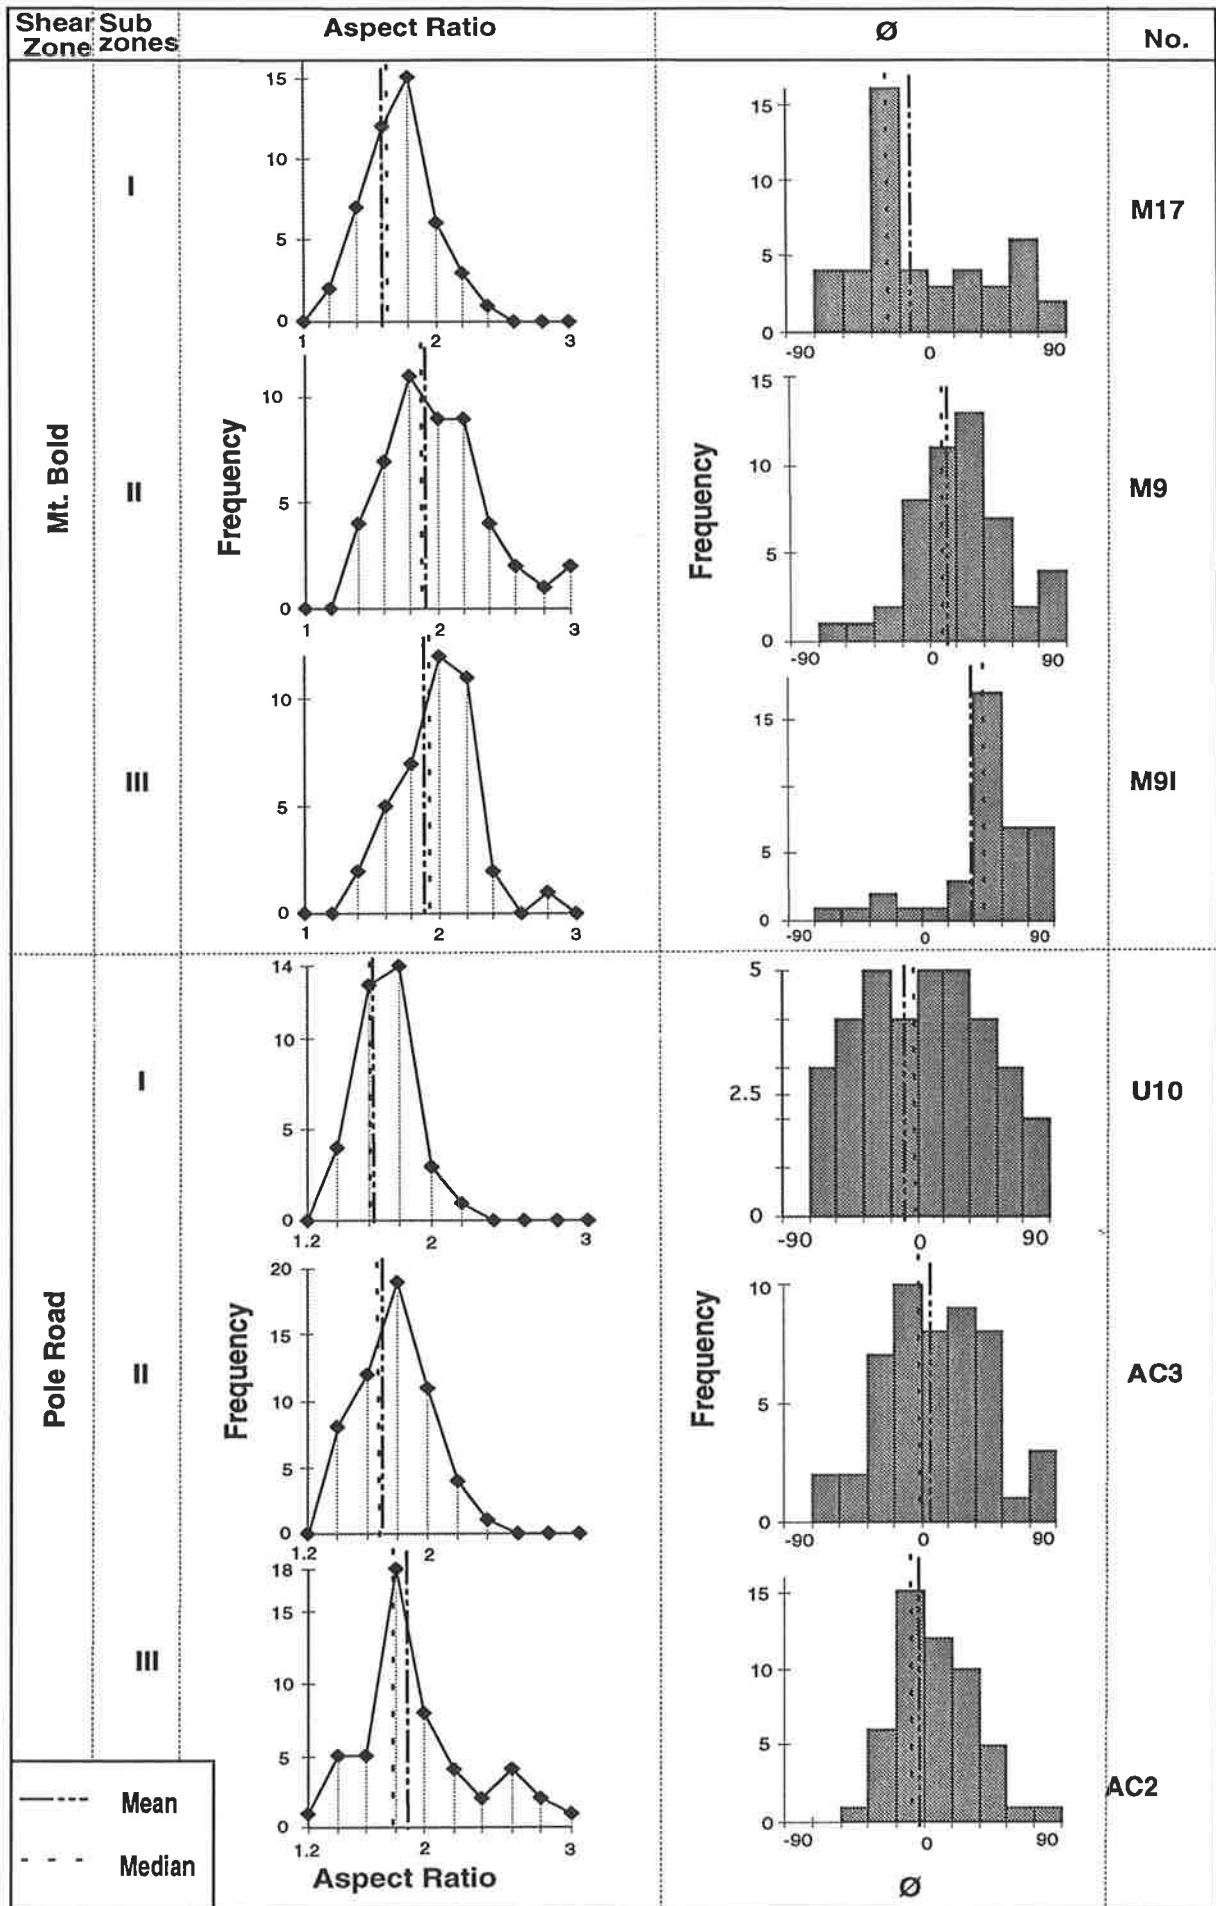 Shear Zone
Sub zones
Aspect Ratio
Ø
No.
Mt. Bold
I
15
10
5
0
1
2
3
15
10
5
0
-90
0
90
M17
II
Frequency
10
5
0
1
2
3
Frequency
15
10
5
0
-90
0
90
M9
III
10
5
0
1
2
3
15
5
0
-90
0
90
M9I
Pole Road
I
14
10
5
0
1.2
2
3
5
2.5
0
-90
0
90
U10
II
Frequency
20
15
10
5
0
1.2
2
Frequency
10
5
0
-90
0
90
AC3
III
18
15
10
5
0
1.2
2
3
Aspect Ratio
15
10
5
0
-90
0
90
Ø
AC2
Mean
Median